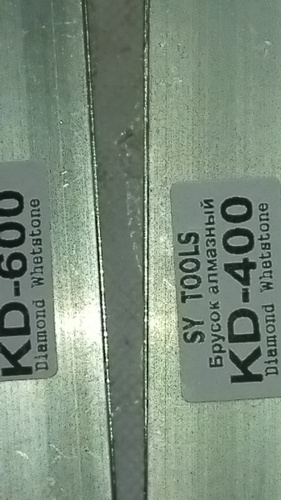 KD-600
Diamond Whetstone
SY TOOLS
Брусок алмазный
KD-400
Diamond Whetstone